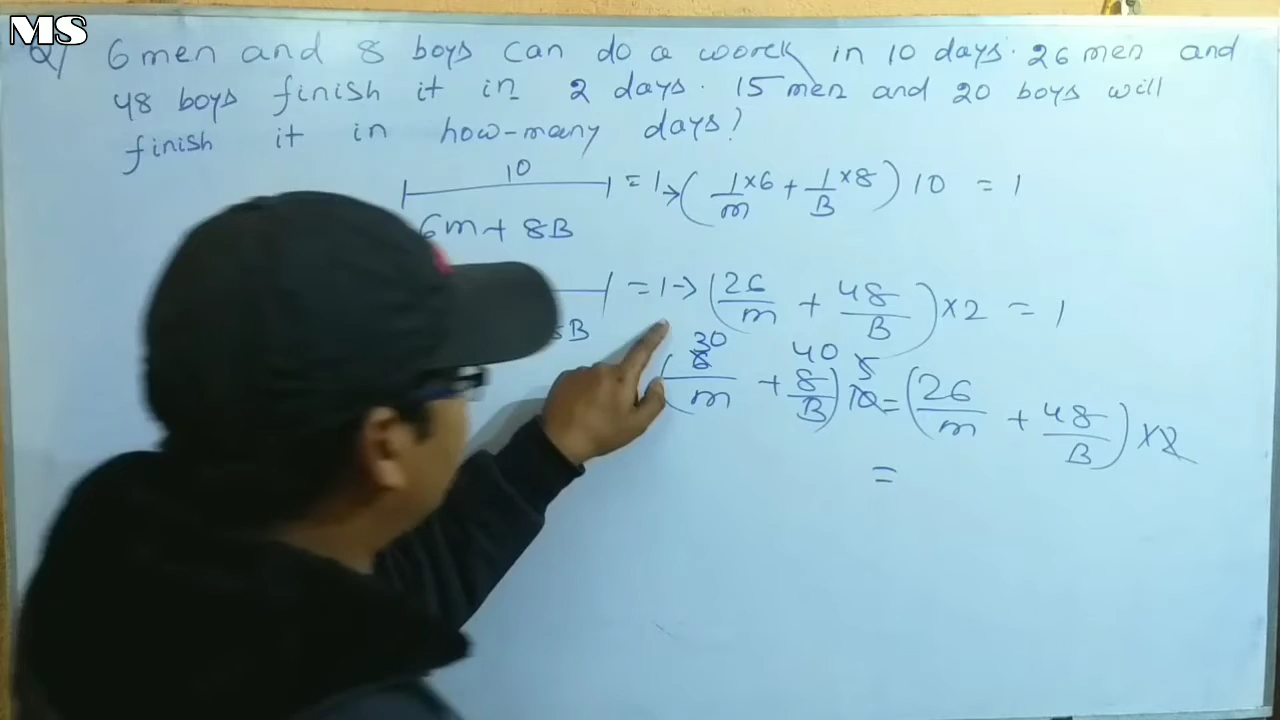 MS
Q/ 6 men and 8 boys can do a woorck in 10 days. 26 men and
48 boys finish it in 2 days. 15 men and 20 boys will
finish it in how-many days?
10
= 1 → ( 1/m ×6 + 1/B ×8 ) 10 = 1
6m + 8B
= 1 → ( 26/m + 48/B ) ×2 = 1
B
30 40 5
( 6/m + 8/B ) 10 = ( 26/m + 48/B ) ×2
=